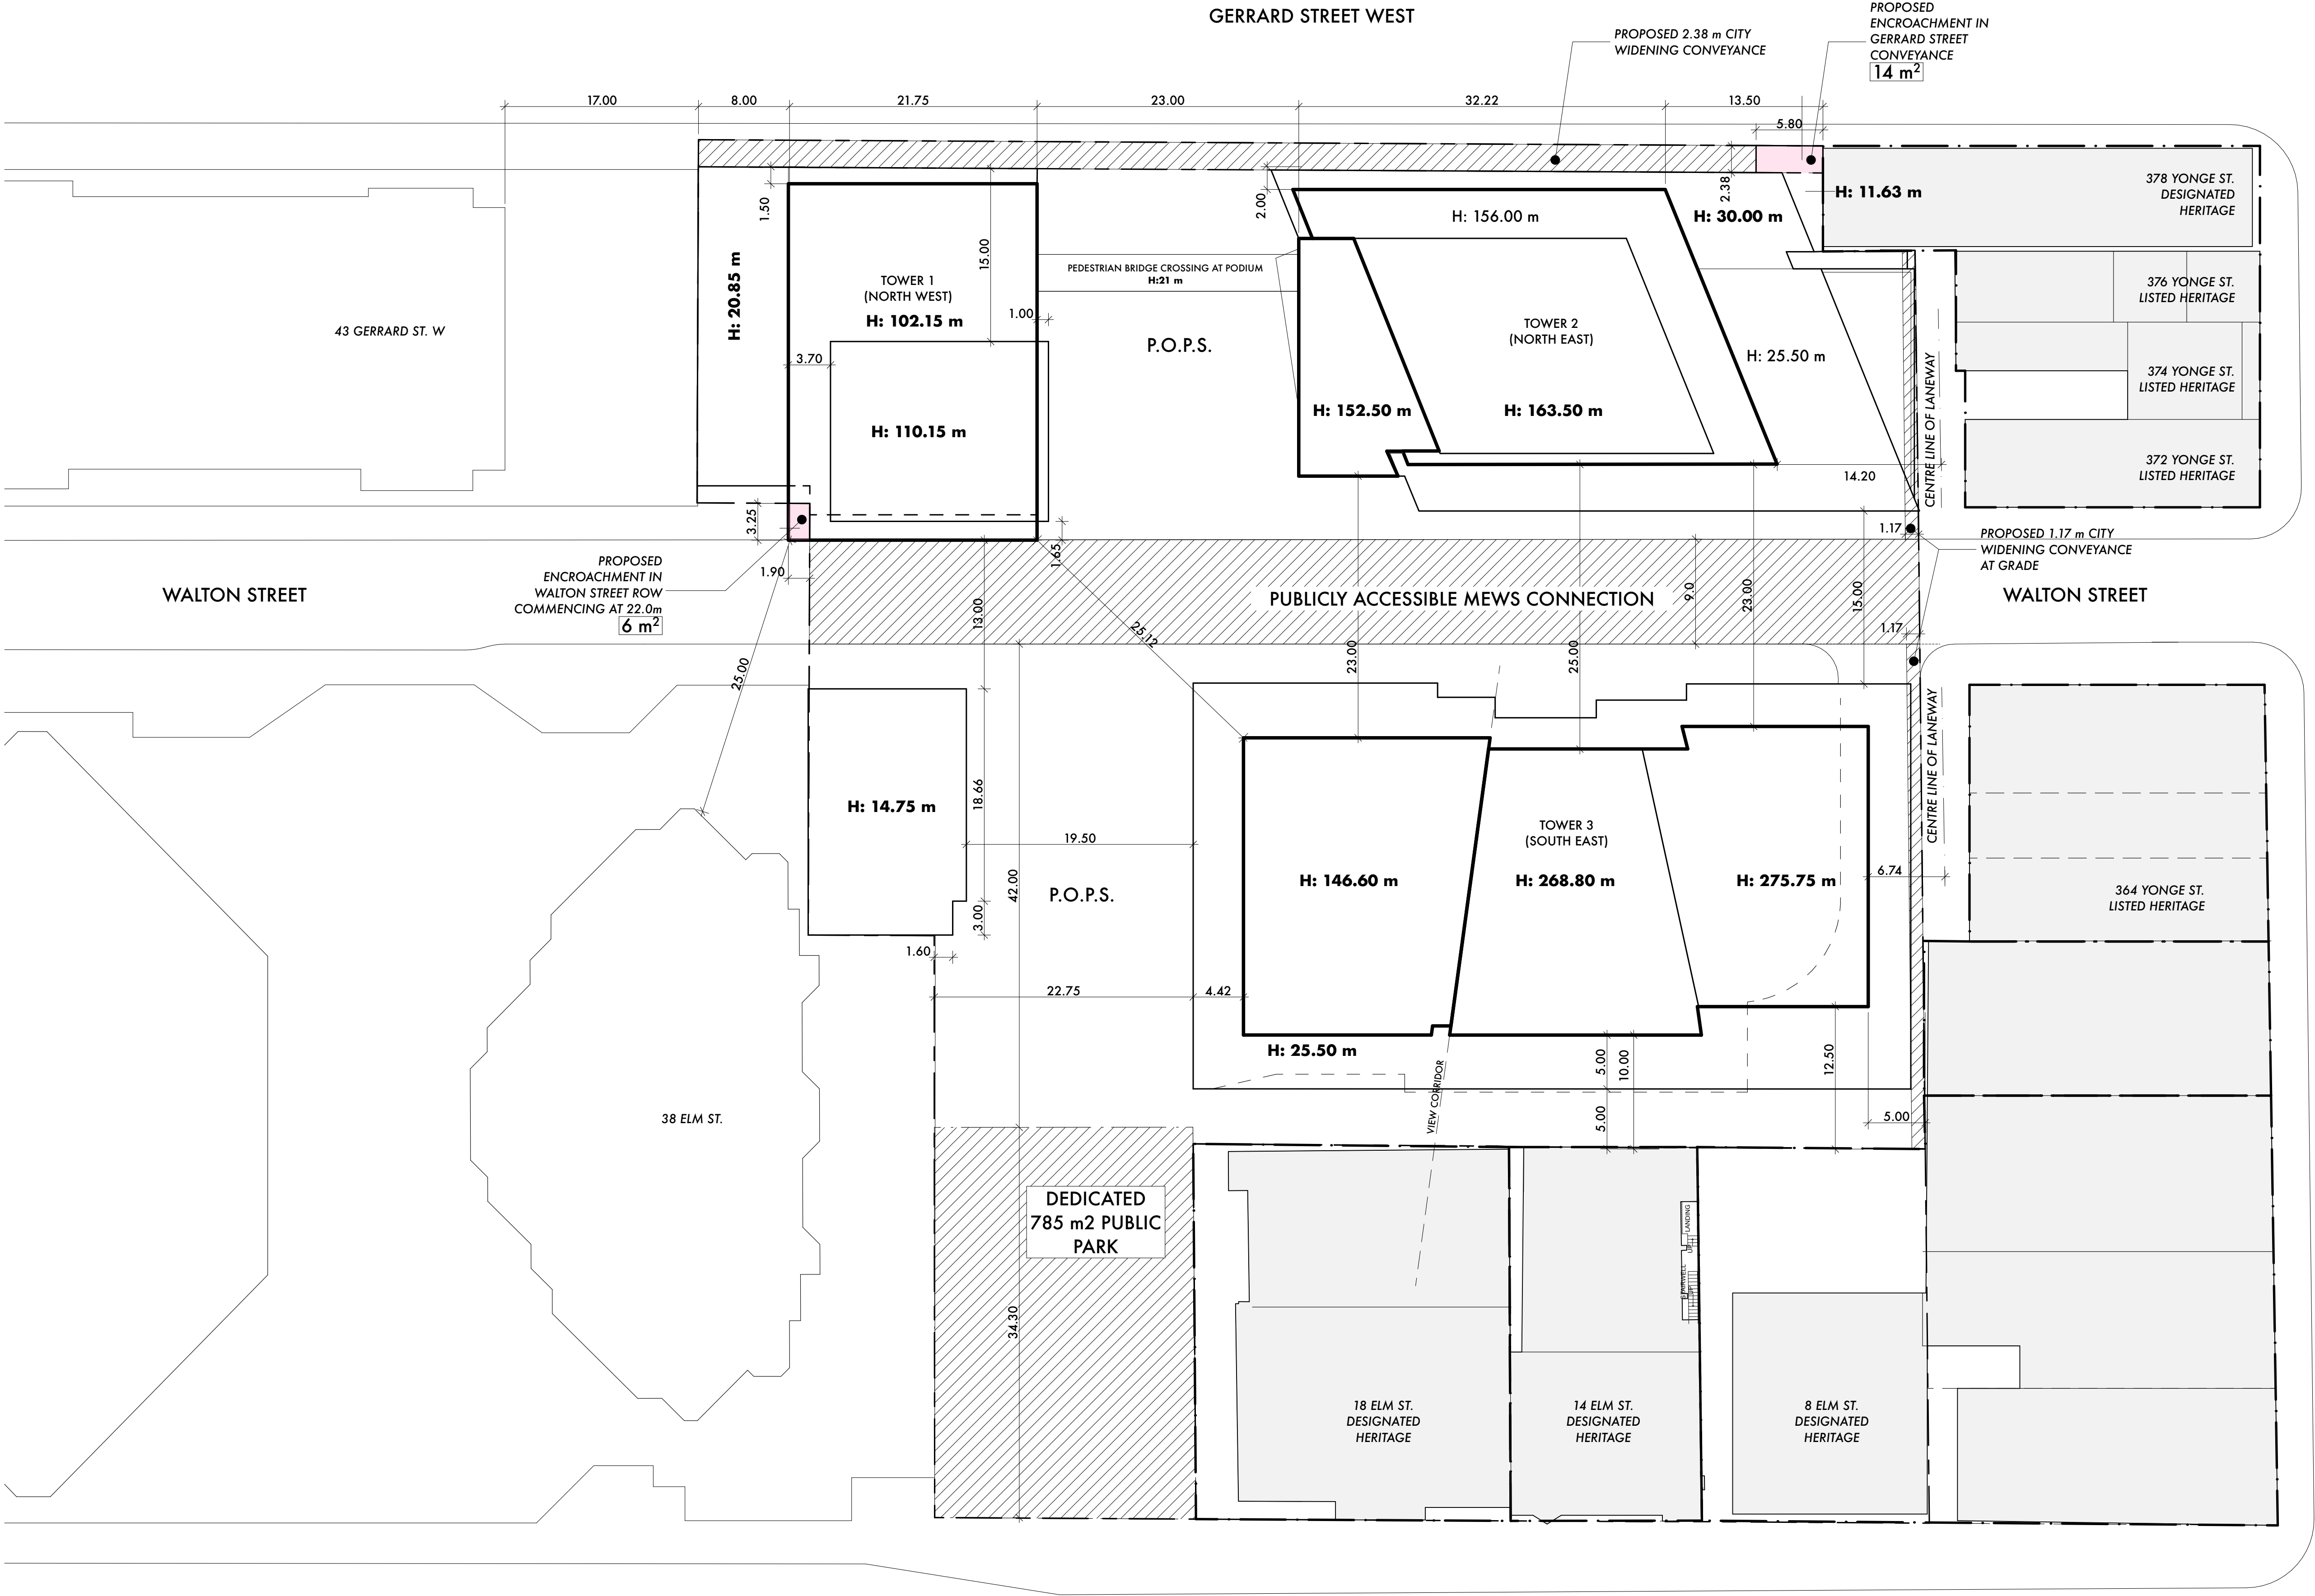 GERRARD STREET WEST
PROPOSED 2.38 m CITY
WIDENING CONVEYANCE
PROPOSED
ENCROACHMENT IN
GERRARD STREET
CONVEYANCE
14 m²
17.00
8.00
21.75
23.00
32.22
13.50
5.80
1.50
15.00
2.00
2.38
H: 11.63 m
378 YONGE ST.
DESIGNATED
HERITAGE
H: 156.00 m
H: 30.00 m
H: 20.85 m
TOWER 1
(NORTH WEST)
H: 102.15 m
PEDESTRIAN BRIDGE CROSSING AT PODIUM
H:21 m
376 YONGE ST.
LISTED HERITAGE
43 GERRARD ST. W
1.00
3.70
P.O.P.S.
TOWER 2
(NORTH EAST)
H: 25.50 m
374 YONGE ST.
LISTED HERITAGE
CENTRE LINE OF LANEWAY
H: 110.15 m
H: 152.50 m
H: 163.50 m
372 YONGE ST.
LISTED HERITAGE
14.20
3.25
1.17
PROPOSED 1.17 m CITY
WIDENING CONVEYANCE
AT GRADE
PROPOSED
ENCROACHMENT IN
WALTON STREET ROW
COMMENCING AT 22.0m
6 m²
1.90
1.65
WALTON STREET
13.00
PUBLICLY ACCESSIBLE MEWS CONNECTION
9.0
23.00
15.00
WALTON STREET
25.12
1.17
23.00
25.00
25.00
CENTRE LINE OF LANEWAY
H: 14.75 m
18.66
19.50
TOWER 3
(SOUTH EAST)
42.00
P.O.P.S.
H: 146.60 m
H: 268.80 m
H: 275.75 m
6.74
364 YONGE ST.
LISTED HERITAGE
3.00
1.60
22.75
4.42
H: 25.50 m
5.00
10.00
12.50
VIEW CORRIDOR
38 ELM ST.
5.00
5.00
DEDICATED
785 m2 PUBLIC
PARK
LANDING
UP
STAIRWELL
UP
34.30
18 ELM ST.
DESIGNATED
HERITAGE
14 ELM ST.
DESIGNATED
HERITAGE
8 ELM ST.
DESIGNATED
HERITAGE